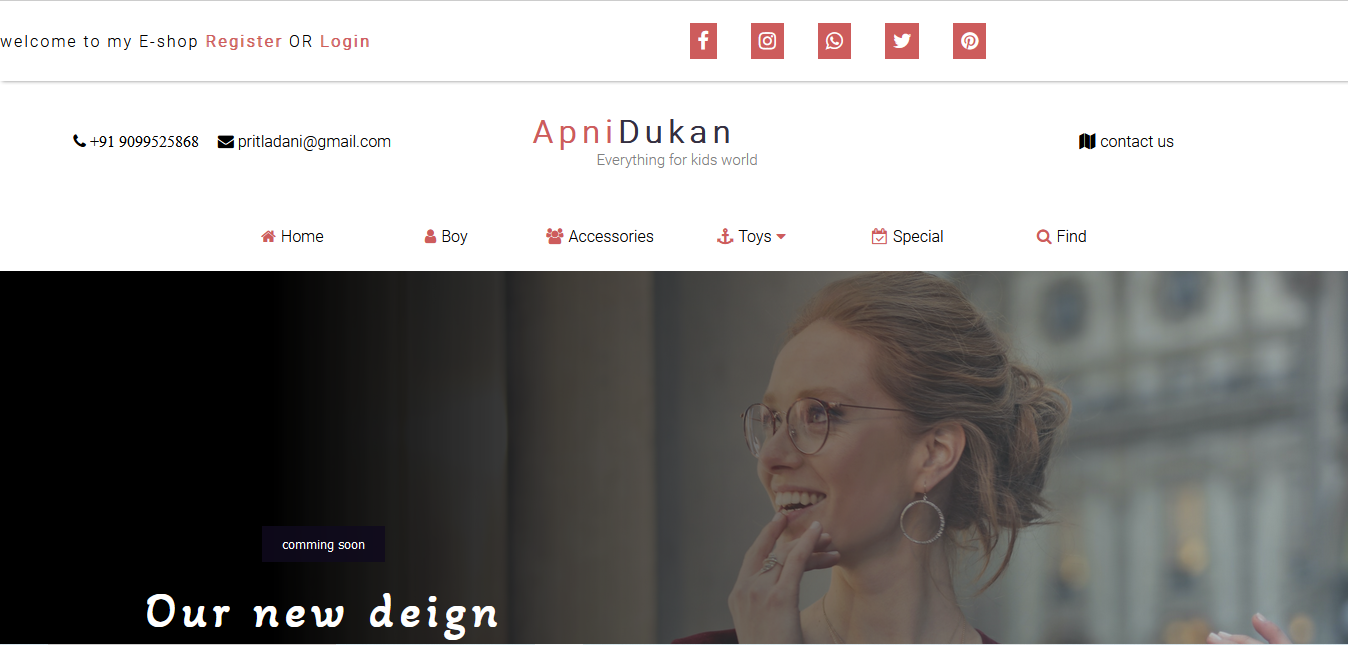 welcome to my E-shop Register OR Login
+91 9099525868 pritladani@gmail.com
ApniDukan
Everything for kids world
contact us
Home Boy Accessories Toys Special Find
comming soon
Our new deign